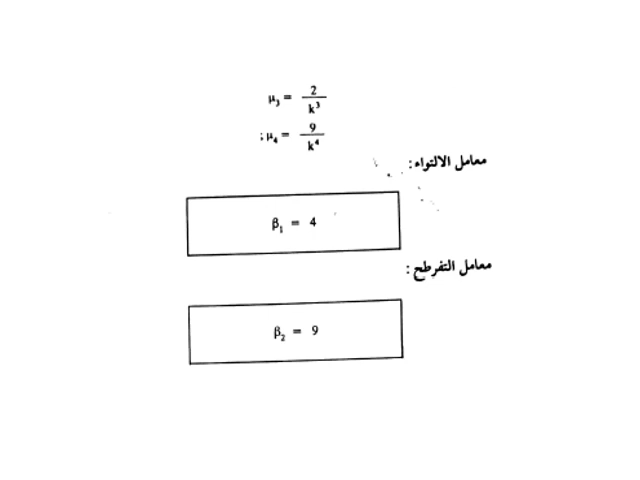 μ₃ = 2/k³
; μ₄ = 9/k⁴
معامل الالتواء :
β₁ = 4
معامل التفرطح :
β₂ = 9